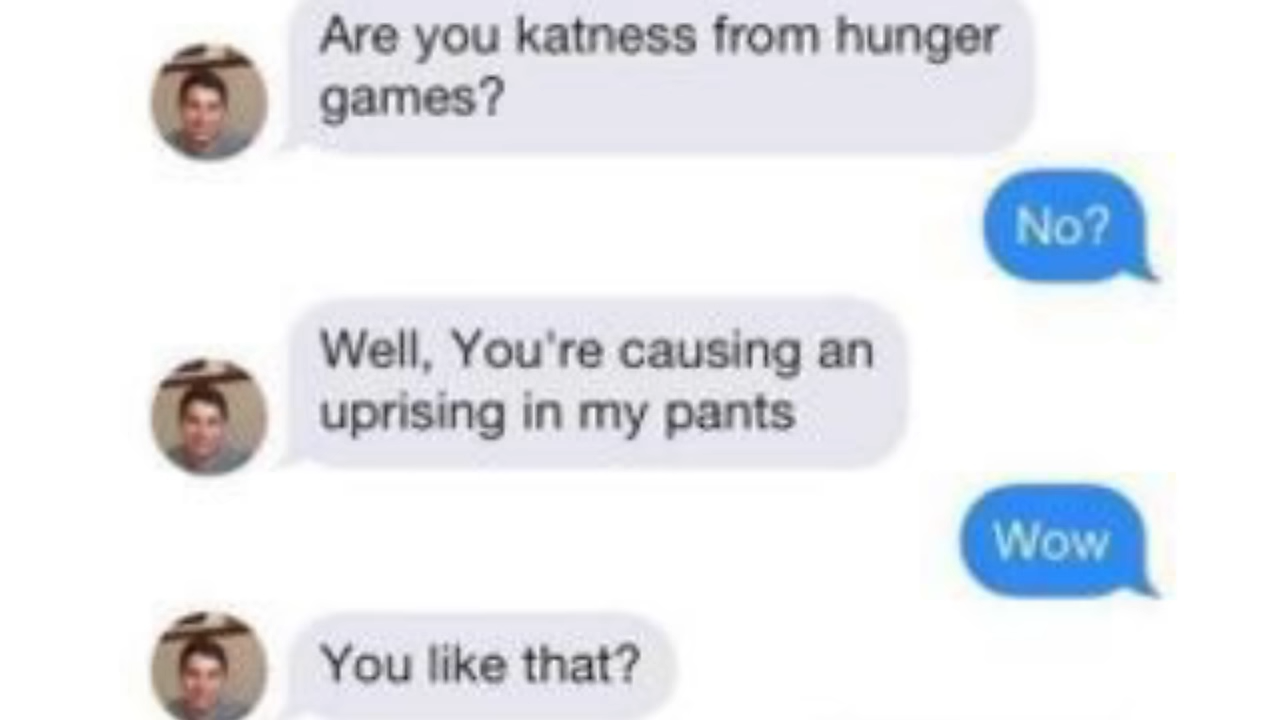 Are you katness from hunger
games?
No?
Well, You're causing an
uprising in my pants
Wow
You like that?